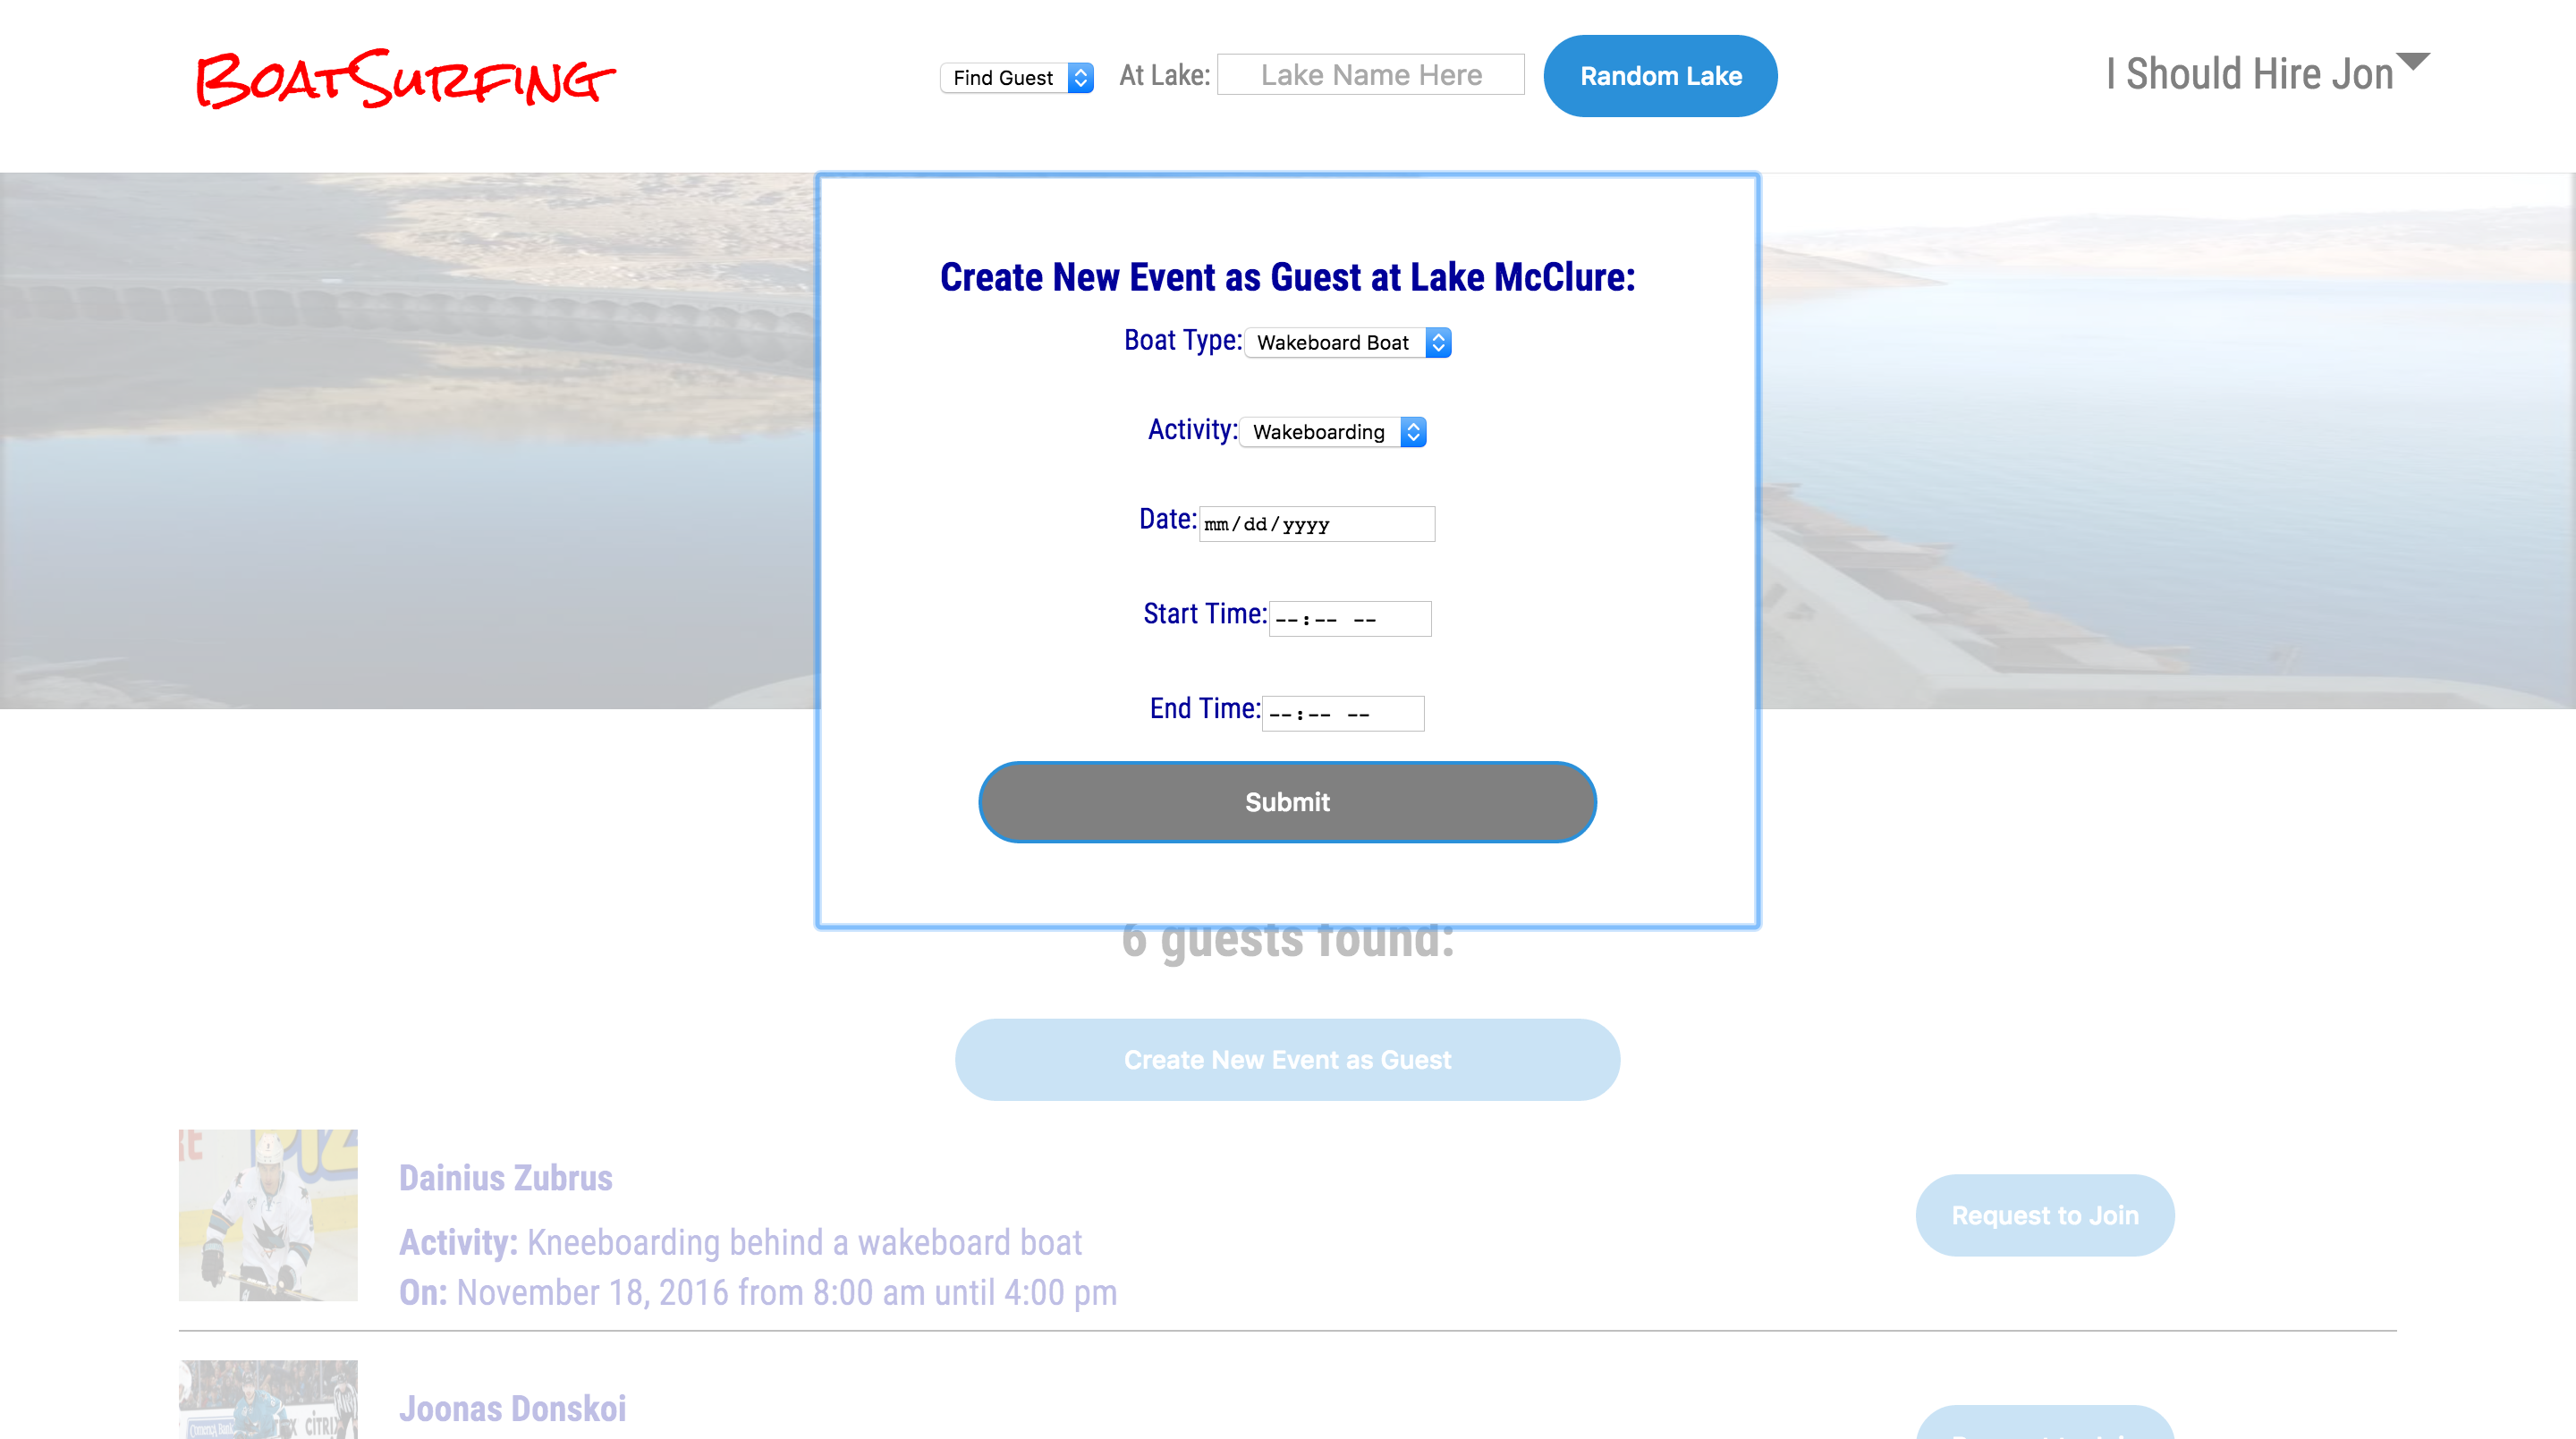 BoatSurfing
Find Guest At Lake: Lake Name Here Random Lake
I Should Hire Jon
Create New Event as Guest at Lake McClure:
Boat Type: Wakeboard Boat
Activity: Wakeboarding
Date: mm/dd/yyyy
Start Time: --:-- --
End Time: --:-- --
Submit
6 guests found:
Create New Event as Guest
Dainius Zubrus
Activity: Kneeboarding behind a wakeboard boat
On: November 18, 2016 from 8:00 am until 4:00 pm
Request to Join
Joonas Donskoi